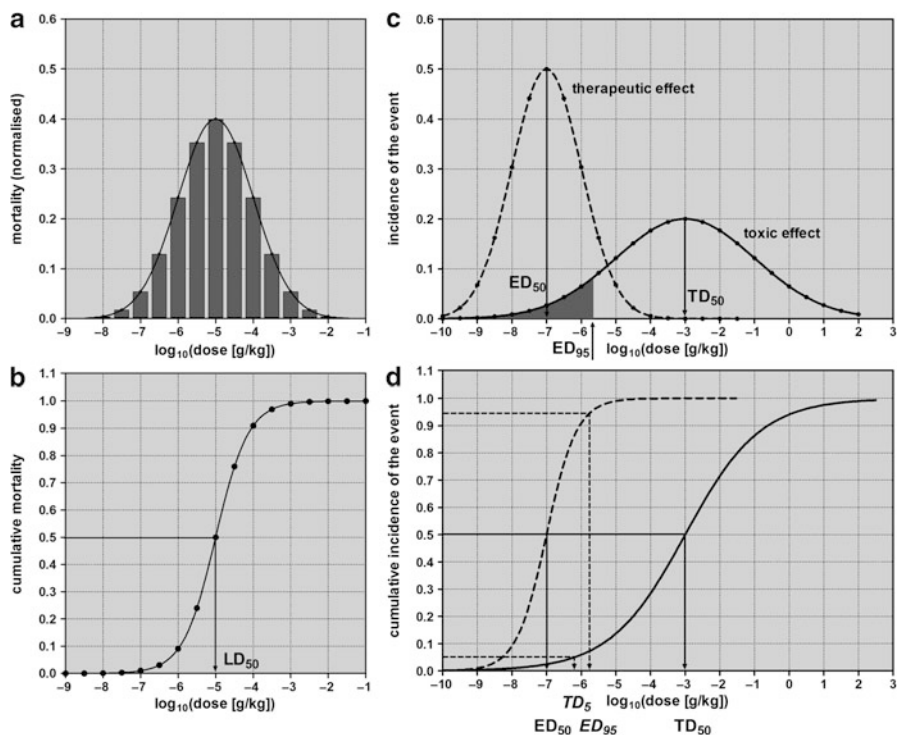 a
mortality (normalised)
0.6
0.5
0.4
0.3
0.2
0.1
0.0
–9 –8 –7 –6 –5 –4 –3 –2 –1
log10(dose [g/kg])
b
cumulative mortality
1.1
1.0
0.9
0.8
0.7
0.6
0.5
0.4
0.3
0.2
0.1
0.0
LD50
–9 –8 –7 –6 –5 –4 –3 –2 –1
log10(dose [g/kg])
c
incidence of the event
0.6
0.5
0.4
0.3
0.2
0.1
0.0
therapeutic effect
toxic effect
ED50
TD50
–10 –9 –8 –7 –6 –5 –4 –3 –2 –1 0 1 2 3
ED95
log10(dose [g/kg])
d
cumulative incidence of the event
1.1
1.0
0.9
0.8
0.7
0.6
0.5
0.4
0.3
0.2
0.1
0.0
–10 –9 –8 –7 –6 –5 –4 –3 –2 –1 0 1 2 3
TD5 log10(dose [g/kg])
ED50 ED95 TD50